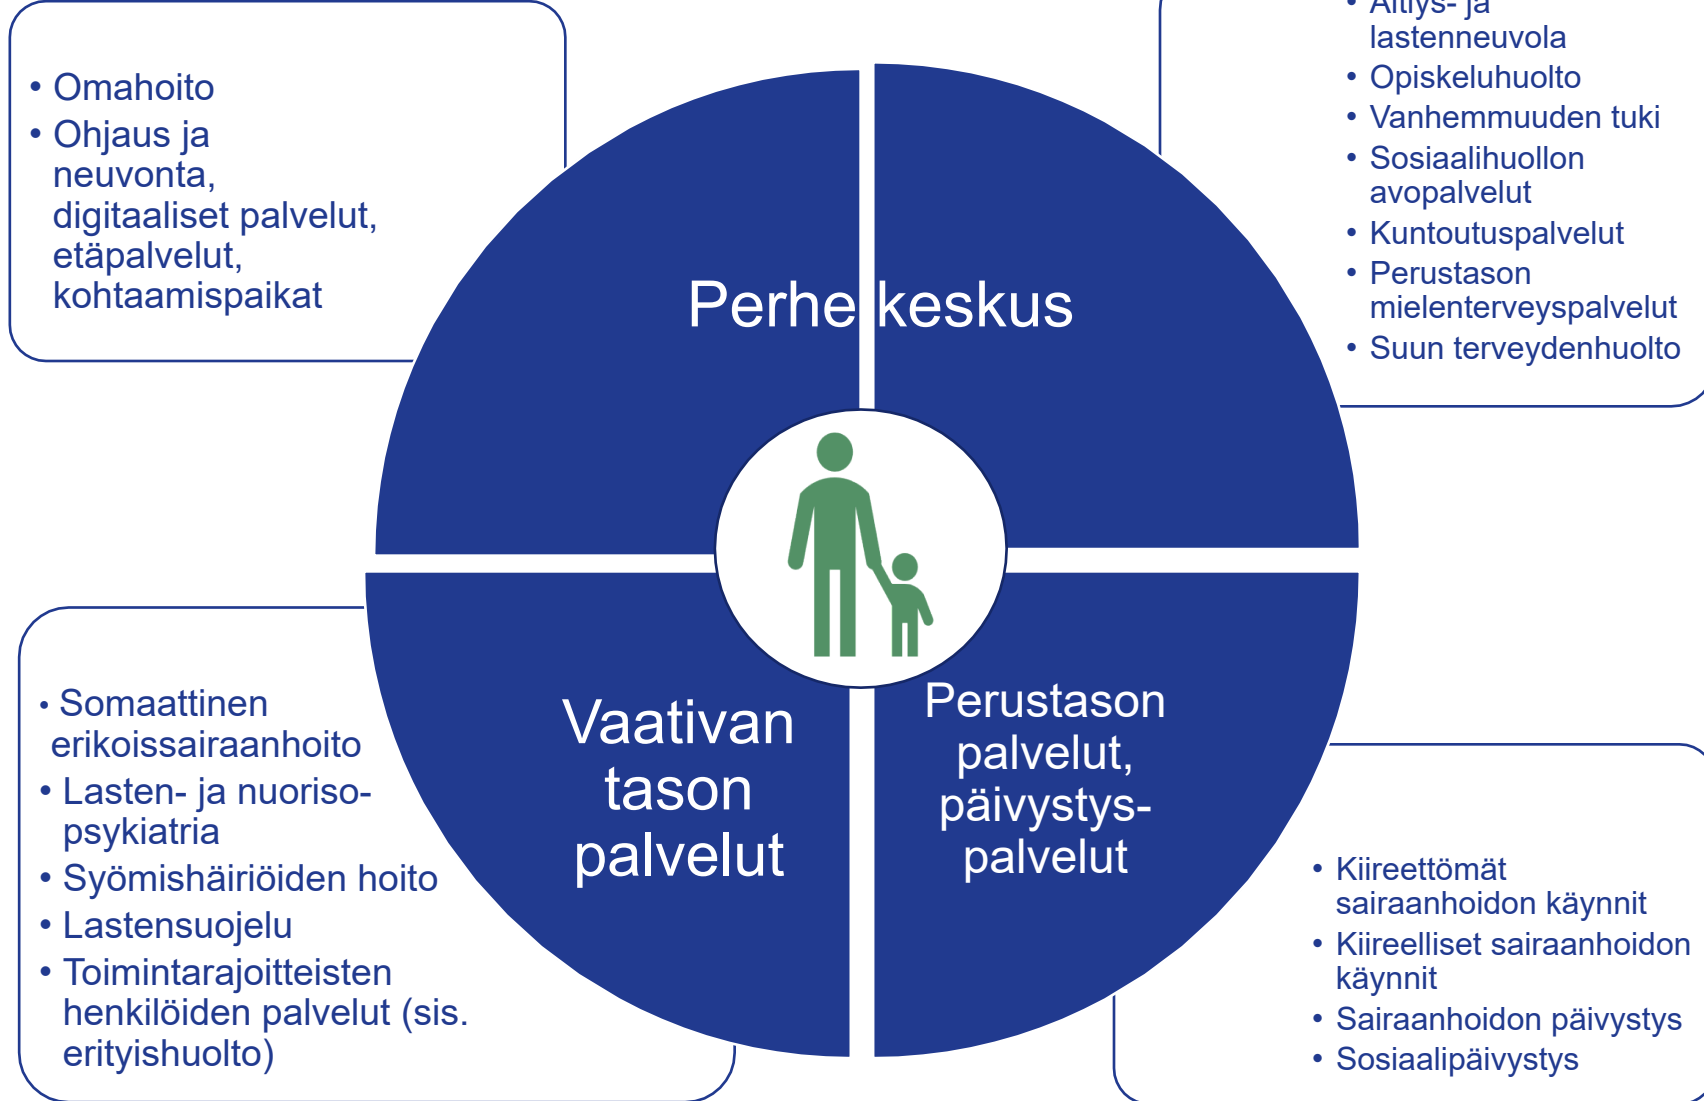 • Omahoito
• Ohjaus ja
neuvonta,
digitaaliset palvelut,
etäpalvelut,
kohtaamispaikat
ja
lastenneuvola
• Opiskeluhuolto
• Vanhemmuuden tuki
• Sosiaalihuollon
avopalvelut
• Kuntoutuspalvelut
• Perustason
mielenterveyspalvelut
• Suun terveydenhuolto
Perhekeskus
Vaativan
tason
palvelut
Perustason
palvelut,
päivystys-
palvelut
• Somaattinen
erikoissairaanhoito
• Lasten- ja nuoriso-
psykiatria
• Syömishäiriöiden hoito
• Lastensuojelu
• Toimintarajoitteisten
henkilöiden palvelut (sis.
erityishuolto)
• Kiireettömät
sairaanhoidon käynnit
• Kiireelliset sairaanhoidon
käynnit
• Sairaanhoidon päivystys
• Sosiaalipäivystys